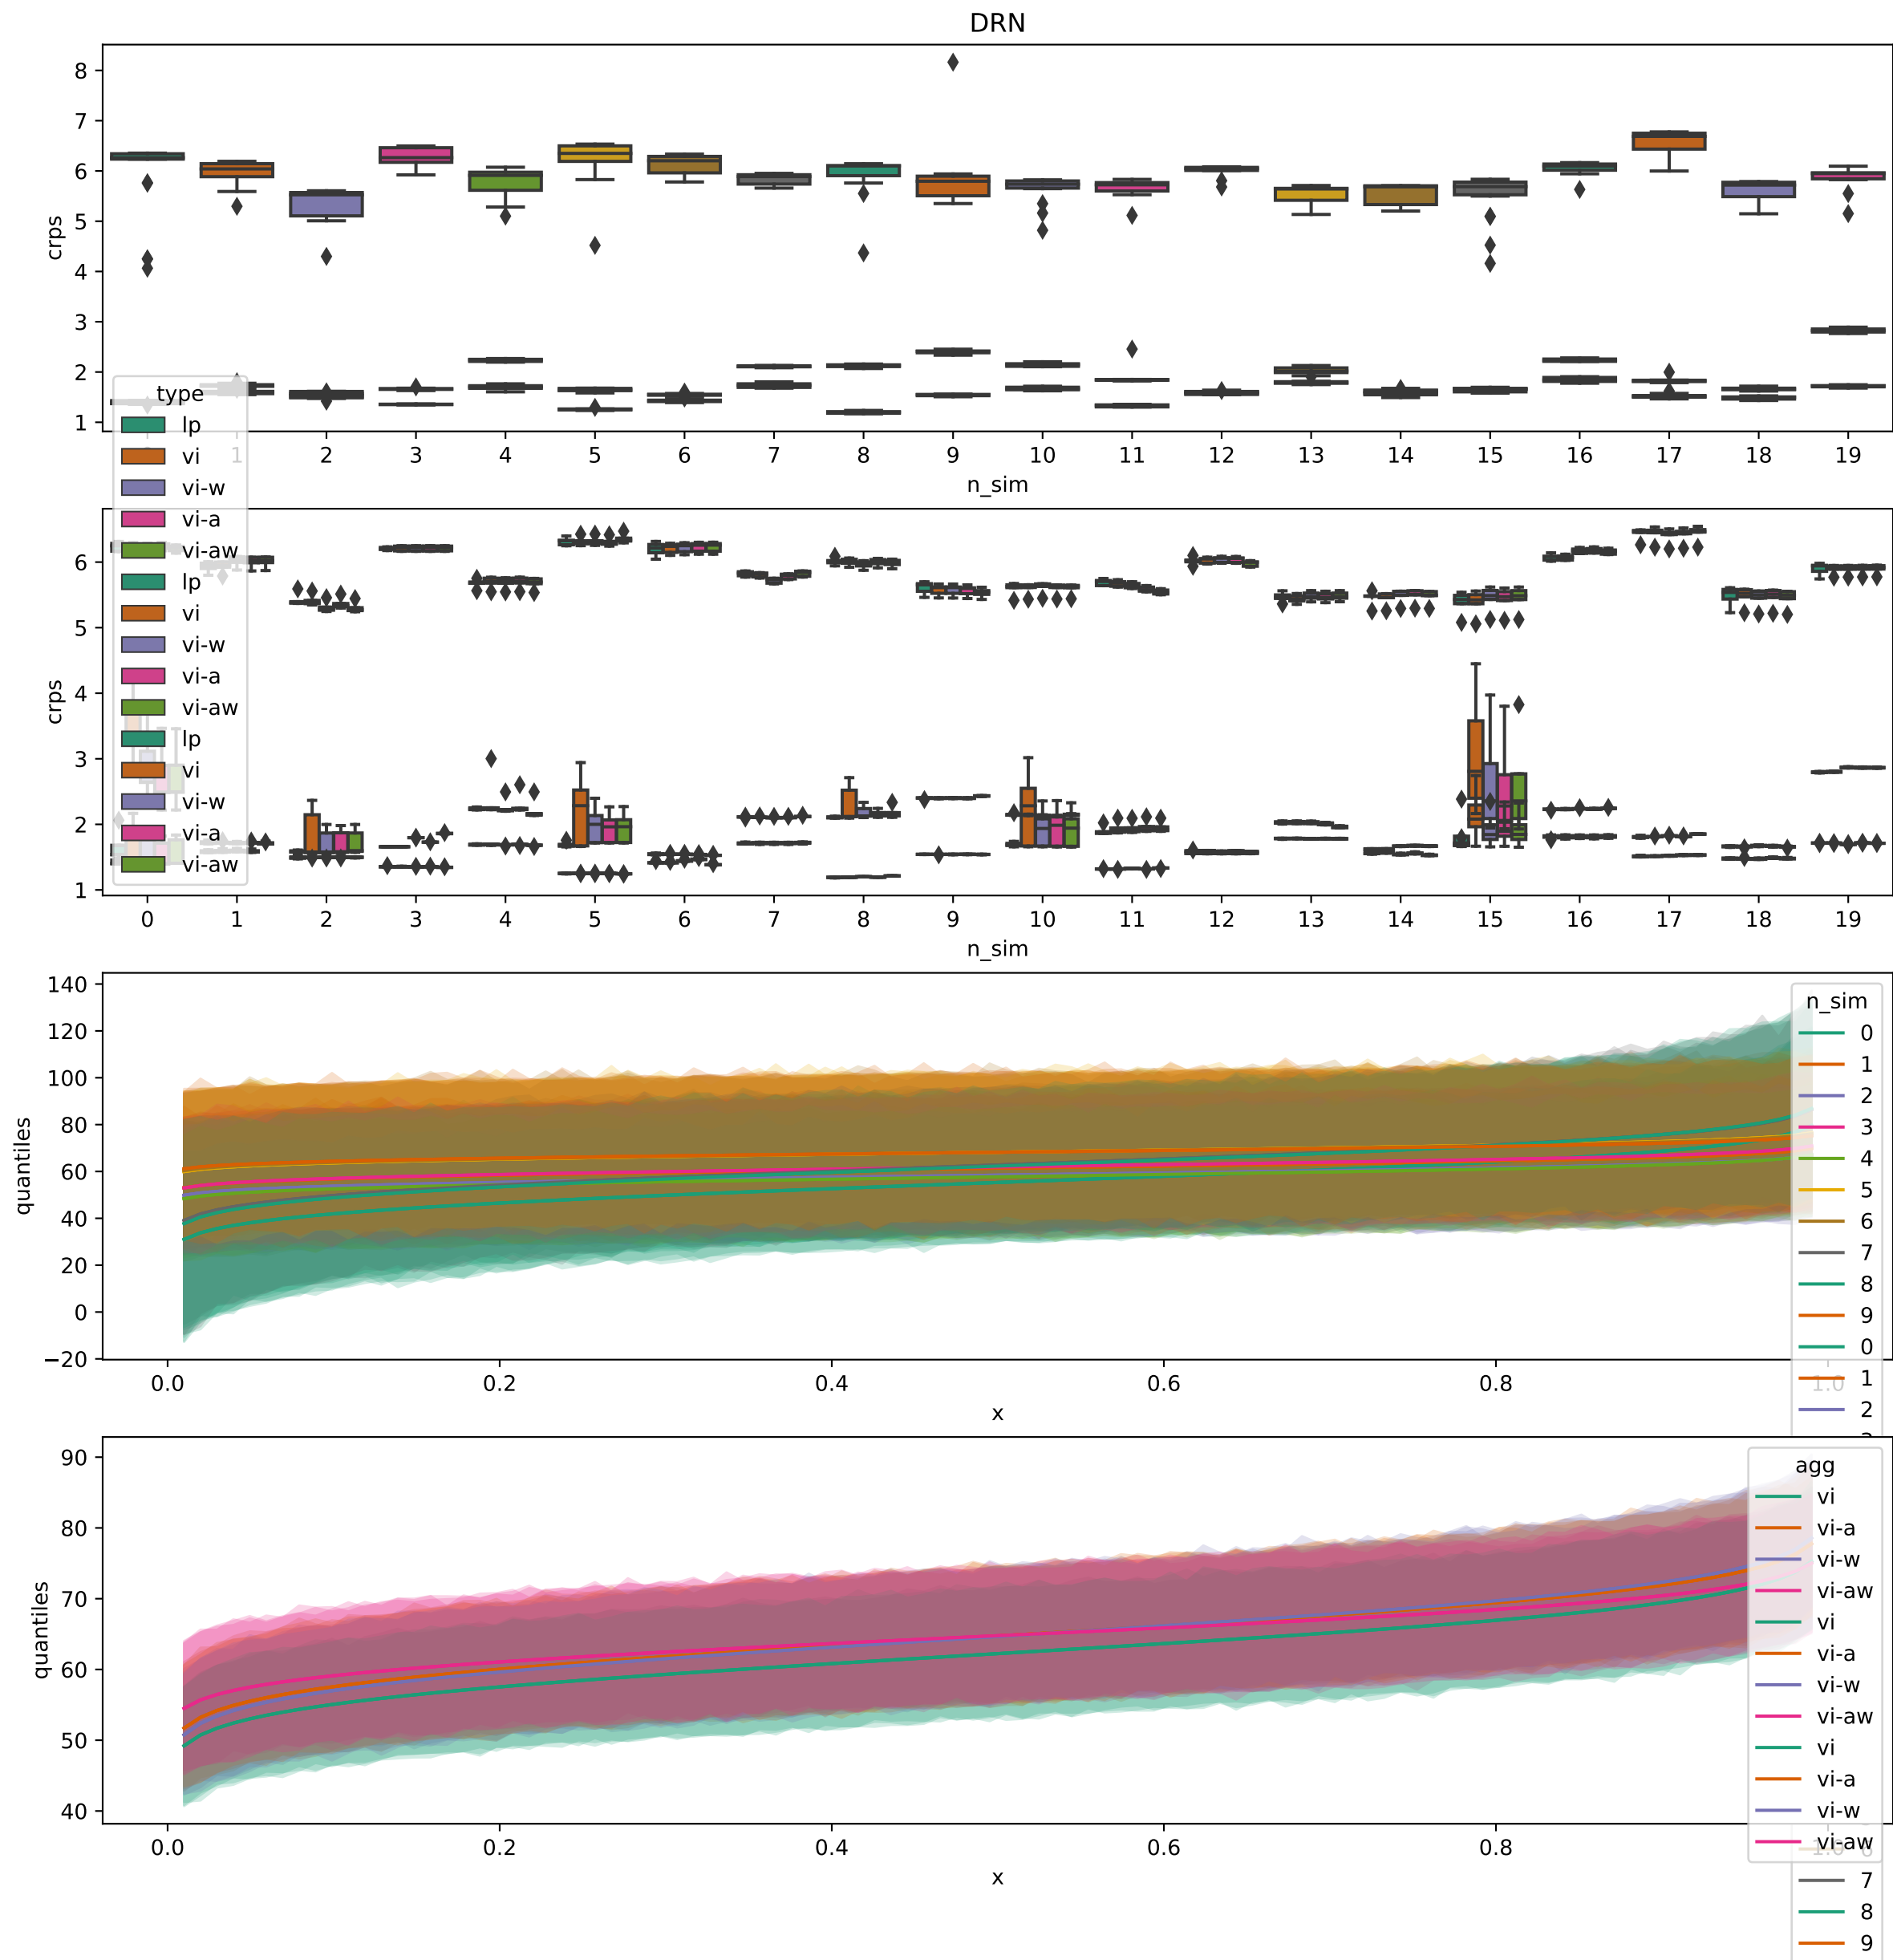 DRN
8
7
6
5
4
3
2
1
crps
1 2 3 4 5 6 7 8 9 10 11 12 13 14 15 16 17 18 19
n_sim
type
lp
vi
vi-w
vi-a
vi-aw
lp
vi
vi-w
vi-a
vi-aw
lp
vi
vi-w
vi-a
vi-aw
6
5
4
3
2
1
crps
0 1 2 3 4 5 6 7 8 9 10 11 12 13 14 15 16 17 18 19
n_sim
140
120
100
80
60
40
20
0
−20
quantiles
0.0 0.2 0.4 0.6 0.8 1.0
x
n_sim
0
1
2
3
4
5
6
7
8
9
0
1
2
90
80
70
60
50
40
quantiles
0.0 0.2 0.4 0.6 0.8
x
agg
vi
vi-a
vi-w
vi-aw
vi
vi-a
vi-w
vi-aw
vi
vi-a
vi-w
vi-aw
7
8
9